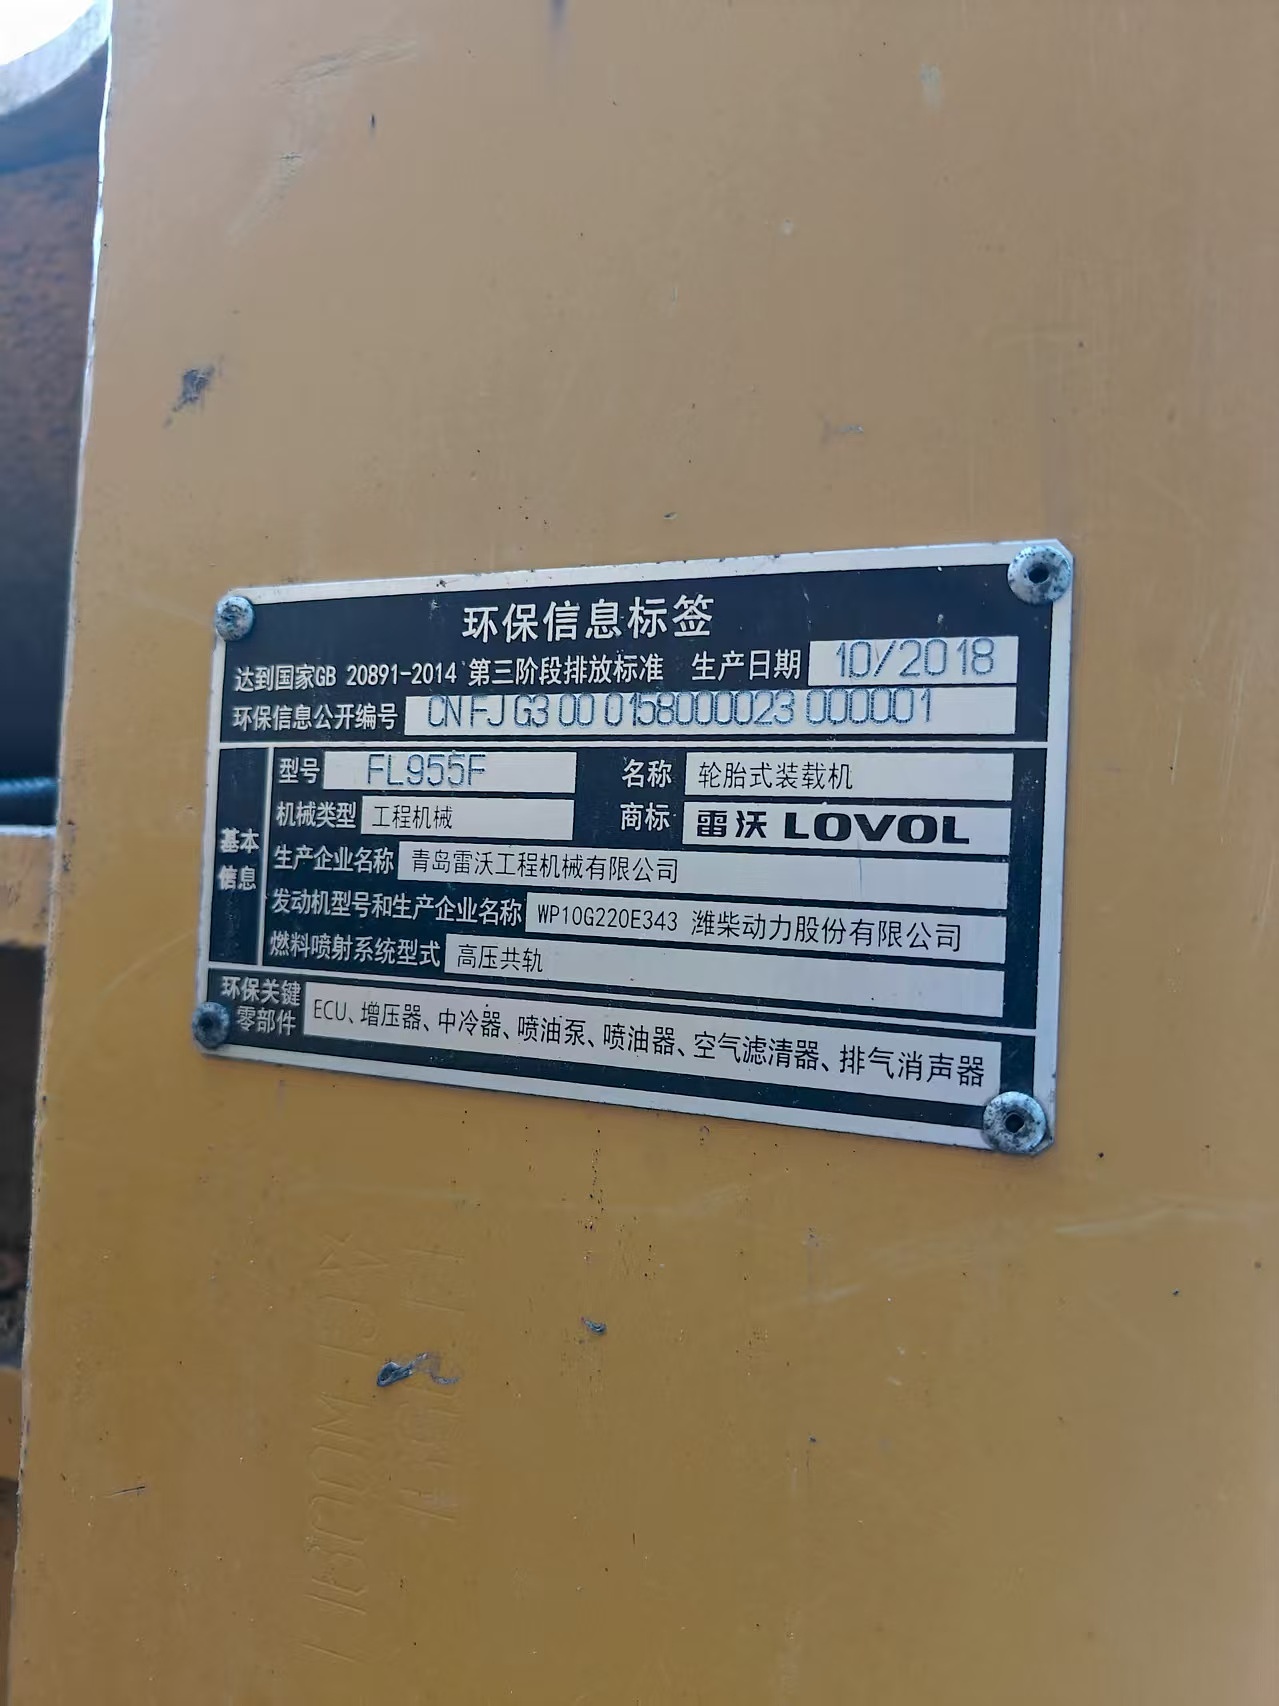 环保信息标签
达到国家GB 20891-2014 第三阶段排放标准 生产日期 10/2018
环保信息公开编号 CN FJ G3 00 0158000023 000001
基本信息
型号 FL955F 名称 轮胎式装载机
机械类型 工程机械 商标 雷沃 LOVOL
生产企业名称 青岛雷沃工程机械有限公司
发动机型号和生产企业名称 WP10G220E343 潍柴动力股份有限公司
燃料喷射系统型式 高压共轨
环保关键零部件 ECU、增压器、中冷器、喷油泵、喷油器、空气滤清器、排气消声器